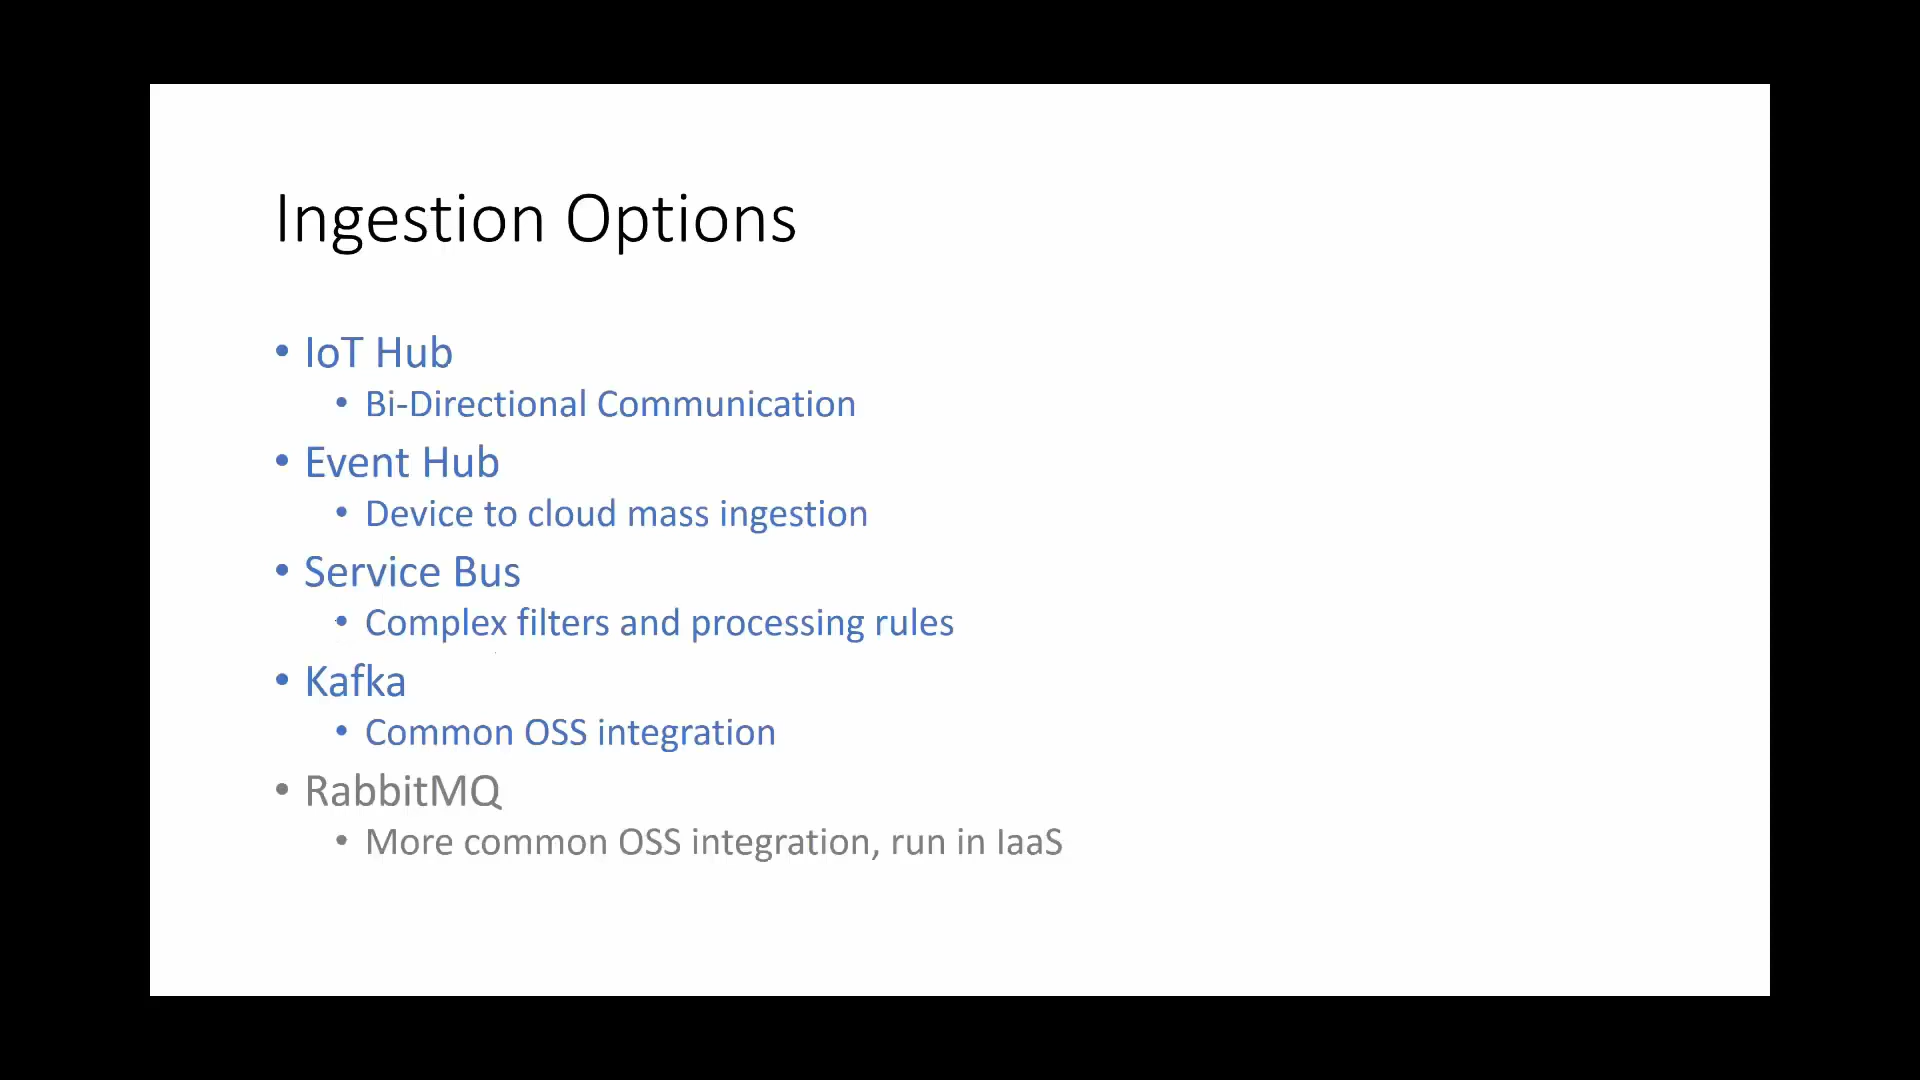 Ingestion Options
• IoT Hub
• Bi-Directional Communication
• Event Hub
• Device to cloud mass ingestion
• Service Bus
• Complex filters and processing rules
• Kafka
• Common OSS integration
• RabbitMQ
• More common OSS integration, run in IaaS